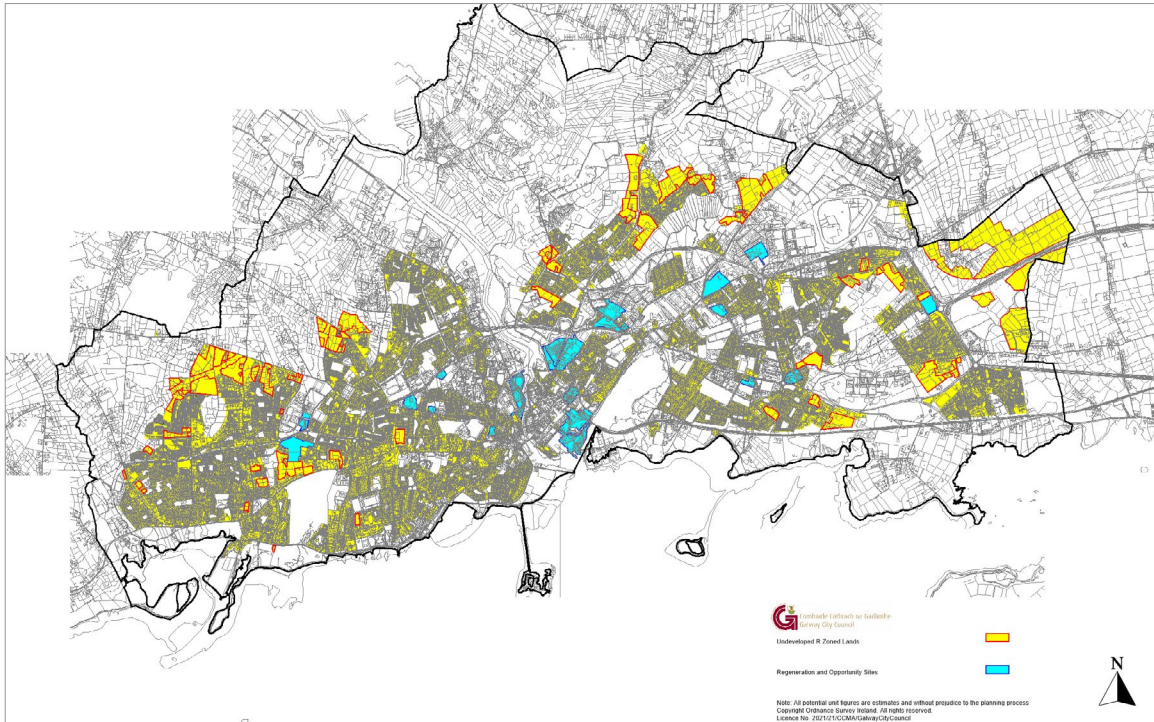 Comhairle Cathrach na Gaillimhe
Galway City Council
Undeveloped R Zoned Lands
Regeneration and Opportunity Sites
N
Note: All potential unit figures are estimates and without prejudice to the planning process
Copyright Ordnance Survey Ireland. All rights reserved.
Licence No. 2021/21/CCMA/GalwayCityCouncil